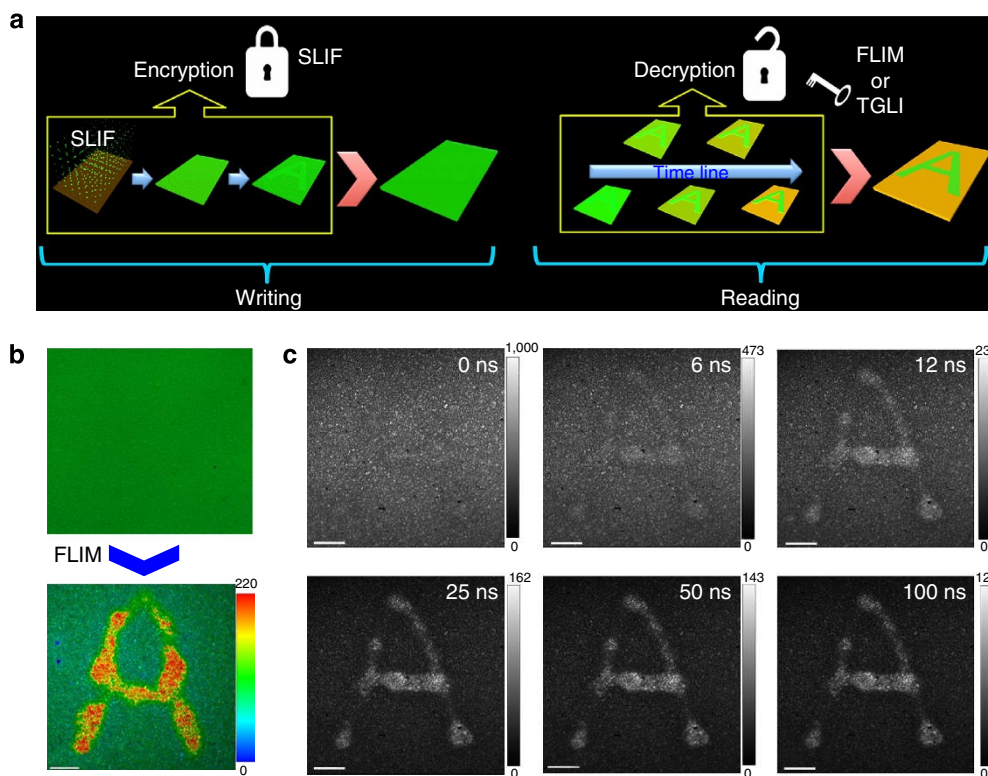 a
Encryption
SLIF
SLIF
Writing
Decryption
FLIM
or
TGLI
Time line
Reading
b
FLIM
220
0
c
0 ns
1,000
0
6 ns
473
0
12 ns
0
25 ns
162
0
50 ns
143
0
100 ns
0